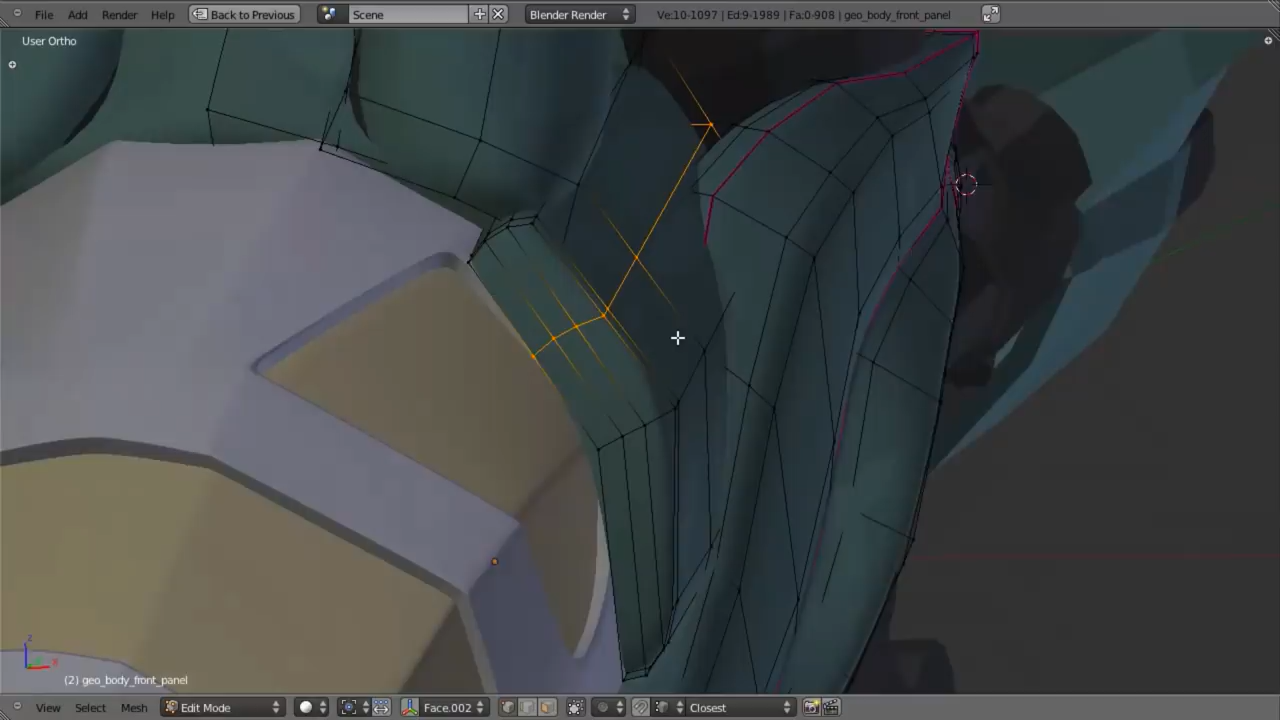 File Add Render Window Help Back to Previous Scene Blender Render Ve:10-1097 | Ed:9-1989 | Fa:0-908 | geo_body_front_panel
User Ortho
z
x
(2) geo_body_front_panel
View Select Mesh Edit Mode Face.002 Closest